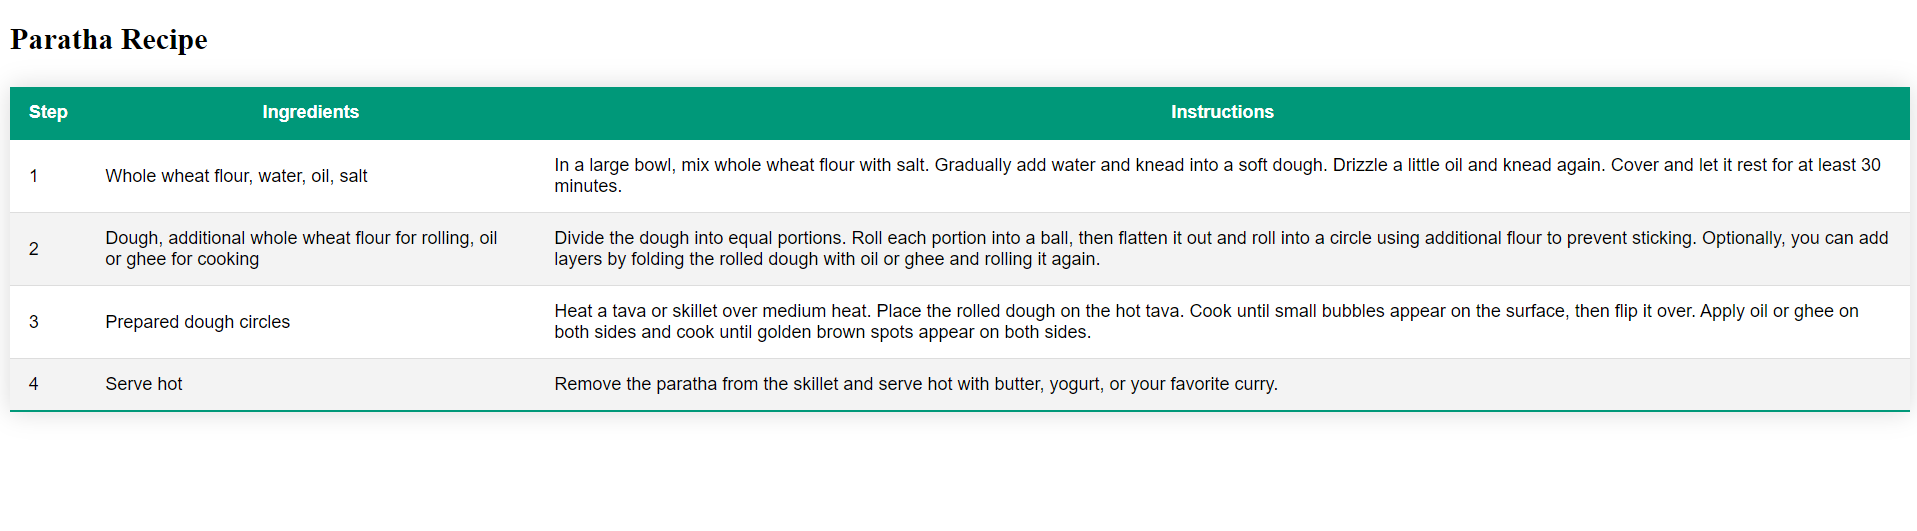 Paratha Recipe
Step Ingredients Instructions
1 Whole wheat flour, water, oil, salt In a large bowl, mix whole wheat flour with salt. Gradually add water and knead into a soft dough. Drizzle a little oil and knead again. Cover and let it rest for at least 30
minutes.
2 Dough, additional whole wheat flour for rolling, oil
or ghee for cooking
Divide the dough into equal portions. Roll each portion into a ball, then flatten it out and roll into a circle using additional flour to prevent sticking. Optionally, you can add
layers by folding the rolled dough with oil or ghee and rolling it again.
3 Prepared dough circles Heat a tava or skillet over medium heat. Place the rolled dough on the hot tava. Cook until small bubbles appear on the surface, then flip it over. Apply oil or ghee on
both sides and cook until golden brown spots appear on both sides.
4 Serve hot Remove the paratha from the skillet and serve hot with butter, yogurt, or your favorite curry.